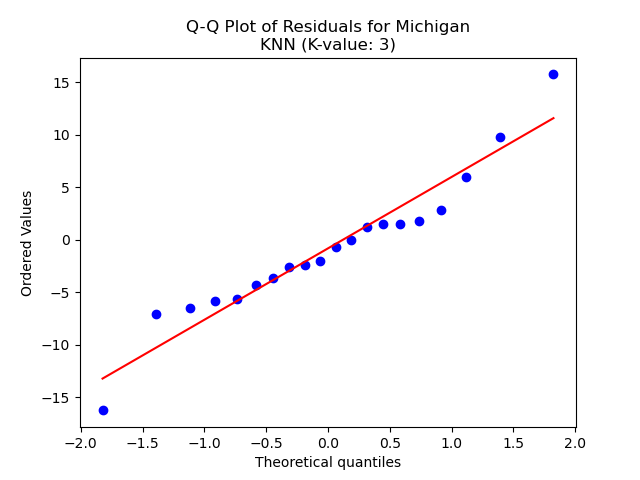 Q-Q Plot of Residuals for Michigan
KNN (K-value: 3)
Ordered Values
15
10
5
0
−5
−10
−15
−2.0 −1.5 −1.0 −0.5 0.0 0.5 1.0 1.5 2.0
Theoretical quantiles